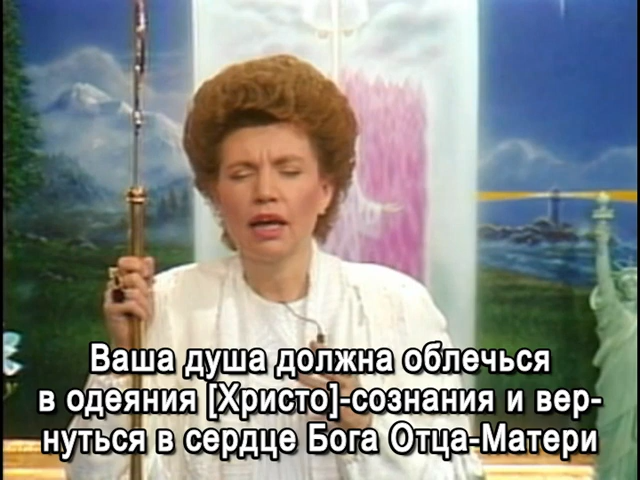 Ваша душа должна облечься
в одеяния [Христо]-сознания и вер-
нуться в сердце Бога Отца-Матери